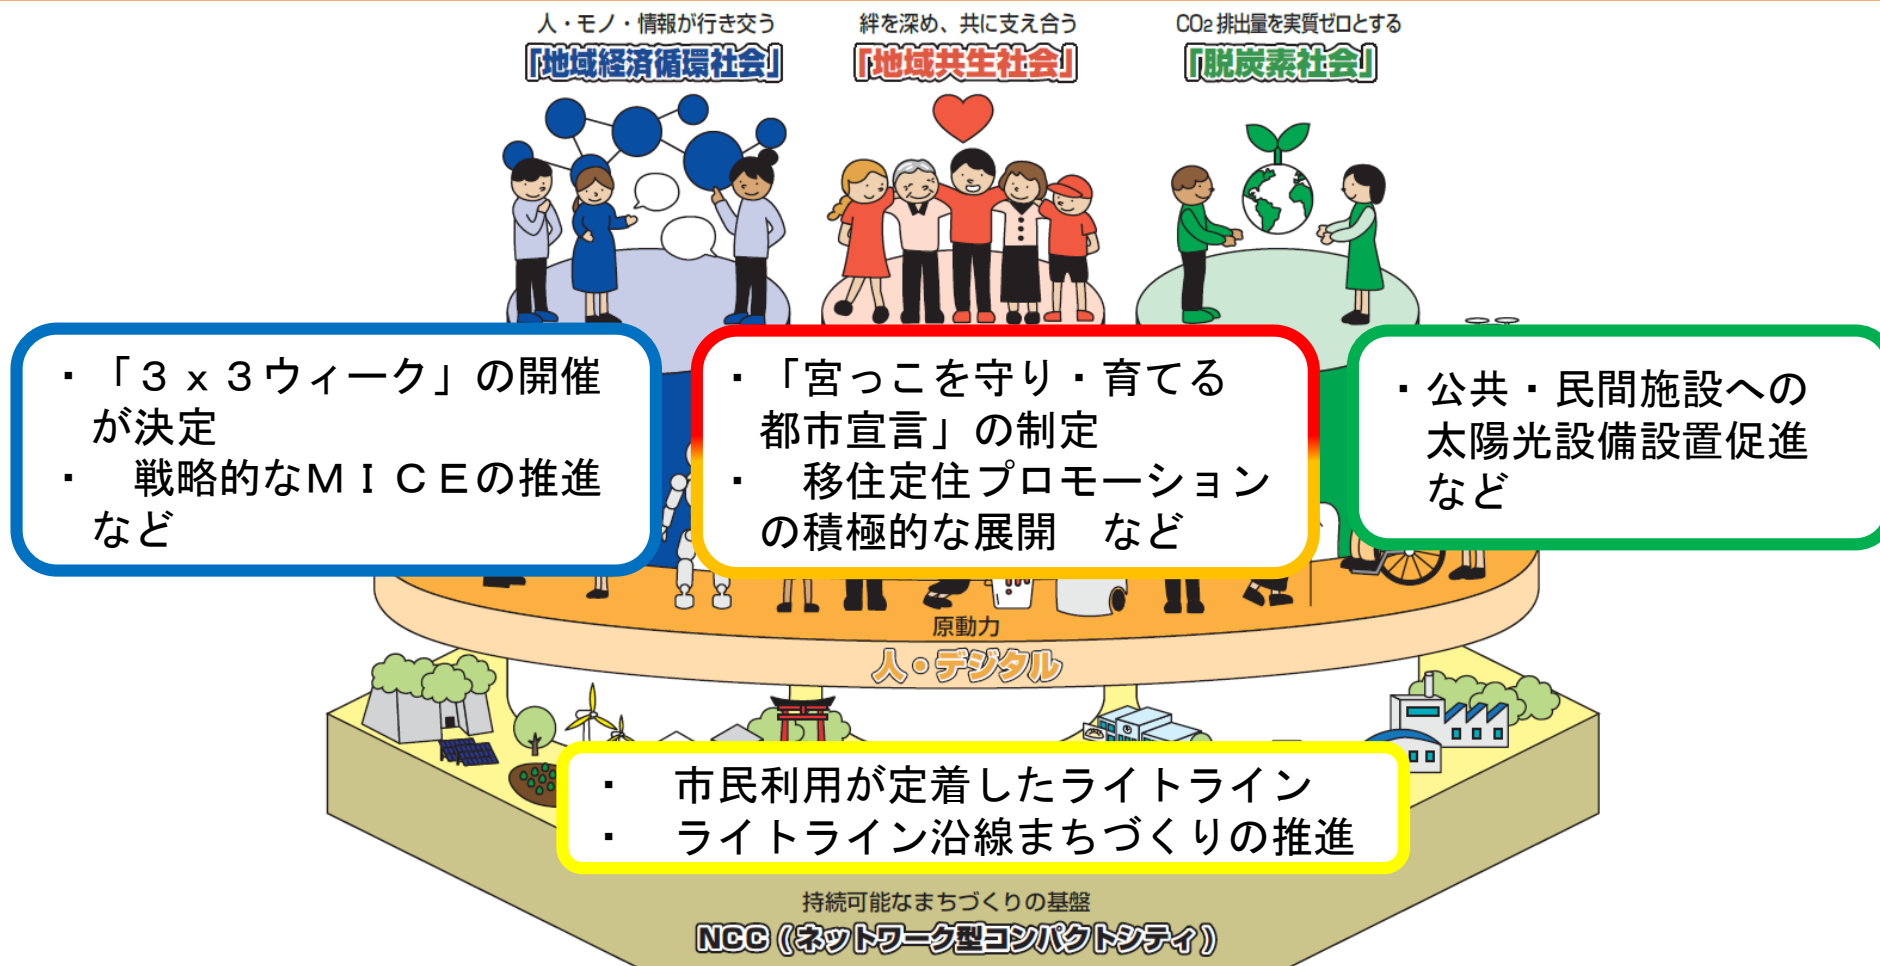 人・モノ・情報が行き交う
「地域経済循環社会」
絆を深め、共に支え合う
「地域共生社会」
CO2排出量を実質ゼロとする
「脱炭素社会」
・「３ｘ３ウィーク」の開催
が決定
・　戦略的なＭＩＣＥの推進
など
・「宮っこを守り・育てる
都市宣言」の制定
・　移住定住プロモーション
の積極的な展開　など
・公共・民間施設への
太陽光設備設置促進
など
原動力
人・デジタル
・　市民利用が定着したライトライン
・　ライトライン沿線まちづくりの推進
持続可能なまちづくりの基盤
NCC（ネットワーク型コンパクトシティ）